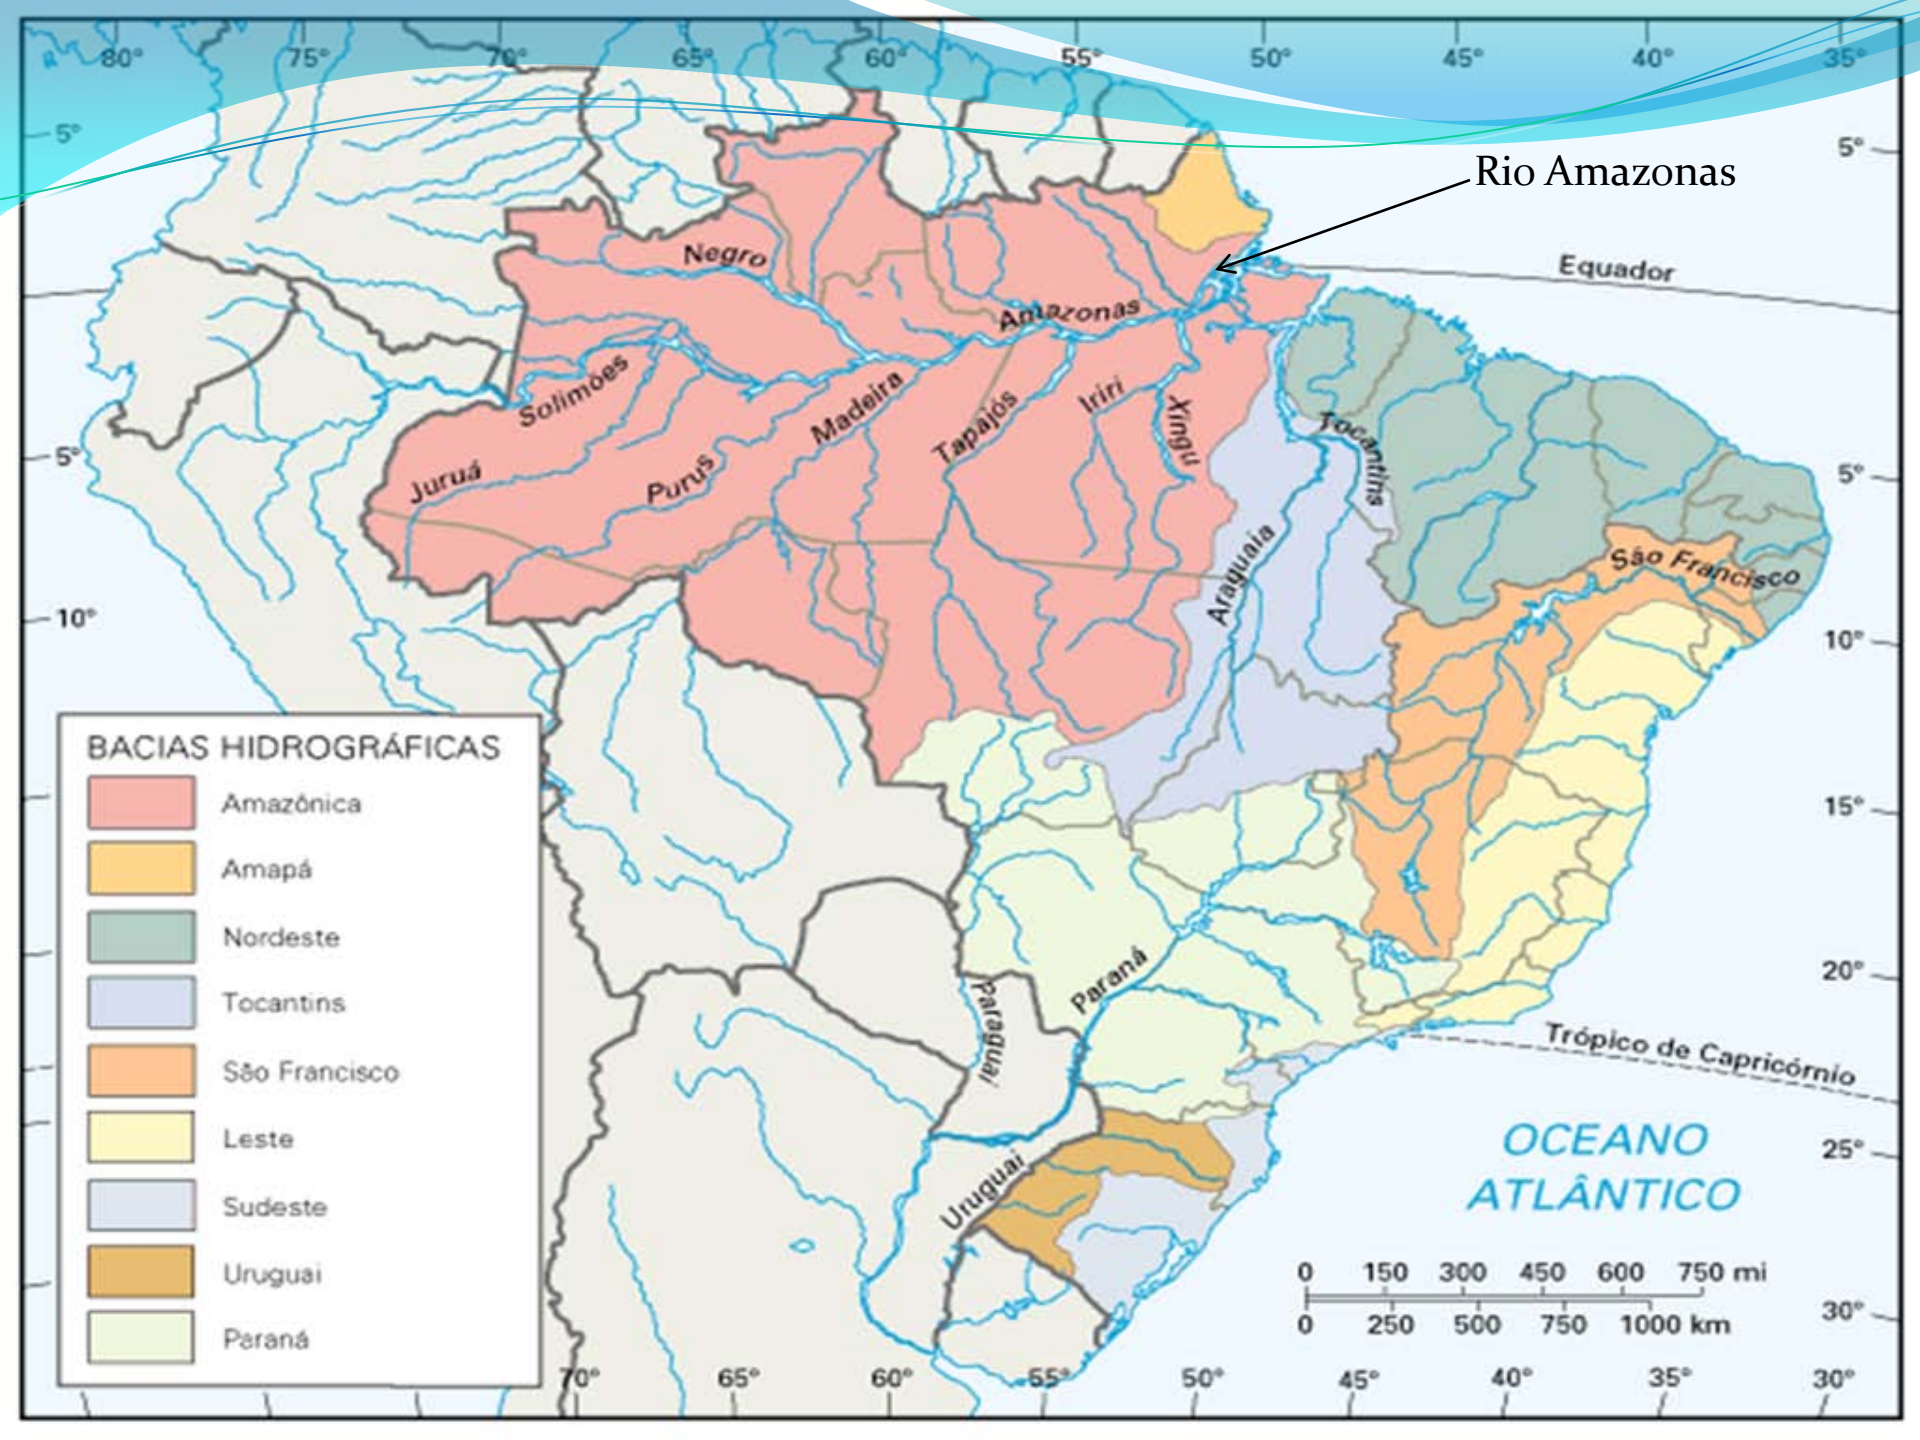 80° 75° 70° 65° 60° 55° 50° 45° 40° 35°
5° 5°
Rio Amazonas
Negro
Equador
Amazonas
Solimões
Madeira
Iriri
Tapajós
Xingu
Tocantins
5° 5°
Juruá
Purus
Araguaia
São Francisco
10° 10°
BACIAS HIDROGRÁFICAS
Amazônica
Amapá
Nordeste
Tocantins
São Francisco
Leste
Sudeste
Uruguai
Paraná
15°
20°
Paraná
Paraguai
Trópico de Capricórnio
OCEANO
ATLÂNTICO
25°
Uruguai
0 150 300 450 600 750 mi
0 250 500 750 1000 km
30°
70° 65° 60° 55° 50° 45° 40° 35° 30°